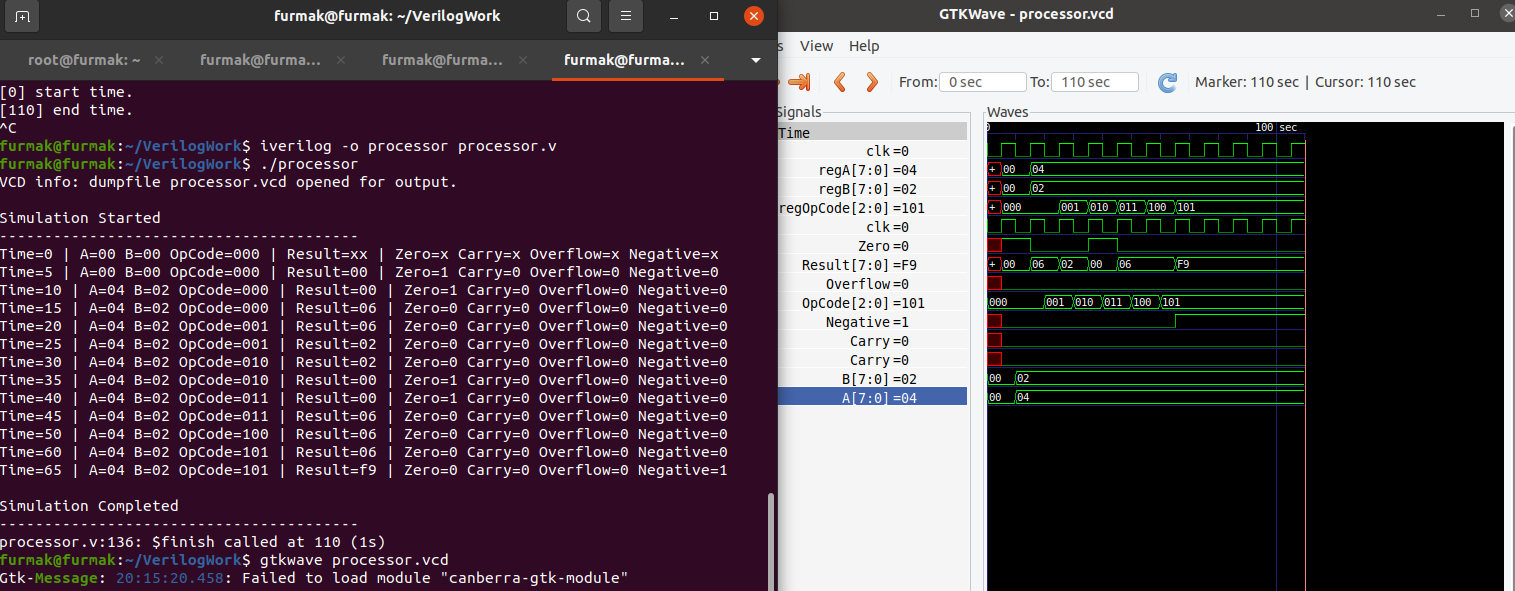 furmak@furmak: ~/VerilogWork
root@furmak: ~
furmak@furma...
furmak@furma...
furmak@furma...
[0] start time.
[110] end time.
^C
furmak@furmak:~/VerilogWork$ iverilog -o processor processor.v
furmak@furmak:~/VerilogWork$ ./processor
VCD info: dumpfile processor.vcd opened for output.
Simulation Started
----------------------------------------
Time=0 | A=00 B=00 OpCode=000 | Result=xx | Zero=x Carry=x Overflow=x Negative=x
Time=5 | A=00 B=00 OpCode=000 | Result=00 | Zero=1 Carry=0 Overflow=0 Negative=0
Time=10 | A=04 B=02 OpCode=000 | Result=00 | Zero=1 Carry=0 Overflow=0 Negative=0
Time=15 | A=04 B=02 OpCode=000 | Result=06 | Zero=0 Carry=0 Overflow=0 Negative=0
Time=20 | A=04 B=02 OpCode=001 | Result=06 | Zero=0 Carry=0 Overflow=0 Negative=0
Time=25 | A=04 B=02 OpCode=001 | Result=02 | Zero=0 Carry=0 Overflow=0 Negative=0
Time=30 | A=04 B=02 OpCode=010 | Result=02 | Zero=0 Carry=0 Overflow=0 Negative=0
Time=35 | A=04 B=02 OpCode=010 | Result=00 | Zero=1 Carry=0 Overflow=0 Negative=0
Time=40 | A=04 B=02 OpCode=011 | Result=00 | Zero=1 Carry=0 Overflow=0 Negative=0
Time=45 | A=04 B=02 OpCode=011 | Result=06 | Zero=0 Carry=0 Overflow=0 Negative=0
Time=50 | A=04 B=02 OpCode=100 | Result=06 | Zero=0 Carry=0 Overflow=0 Negative=0
Time=60 | A=04 B=02 OpCode=101 | Result=06 | Zero=0 Carry=0 Overflow=0 Negative=0
Time=65 | A=04 B=02 OpCode=101 | Result=f9 | Zero=0 Carry=0 Overflow=0 Negative=1
Simulation Completed
----------------------------------------
processor.v:136: $finish called at 110 (1s)
furmak@furmak:~/VerilogWork$ gtkwave processor.vcd
Gtk-Message: 20:15:20.458: Failed to load module "canberra-gtk-module"
GTKWave - processor.vcd
s View Help
From: 0 sec To: 110 sec Marker: 110 sec | Cursor: 110 sec
Signals
Time
clk=0
regA[7:0]=04
regB[7:0]=02
regOpCode[2:0]=101
clk=0
Zero=0
Result[7:0]=F9
Overflow=0
OpCode[2:0]=101
Negative=1
Carry=0
Carry=0
B[7:0]=02
A[7:0]=04
Waves
0 100 sec
+ 00 04
+ 00 02
+ 000 001 010 011 100 101
+ 00 06 02 00 06 F9
000 001 010 011 100 101
00 02
00 04